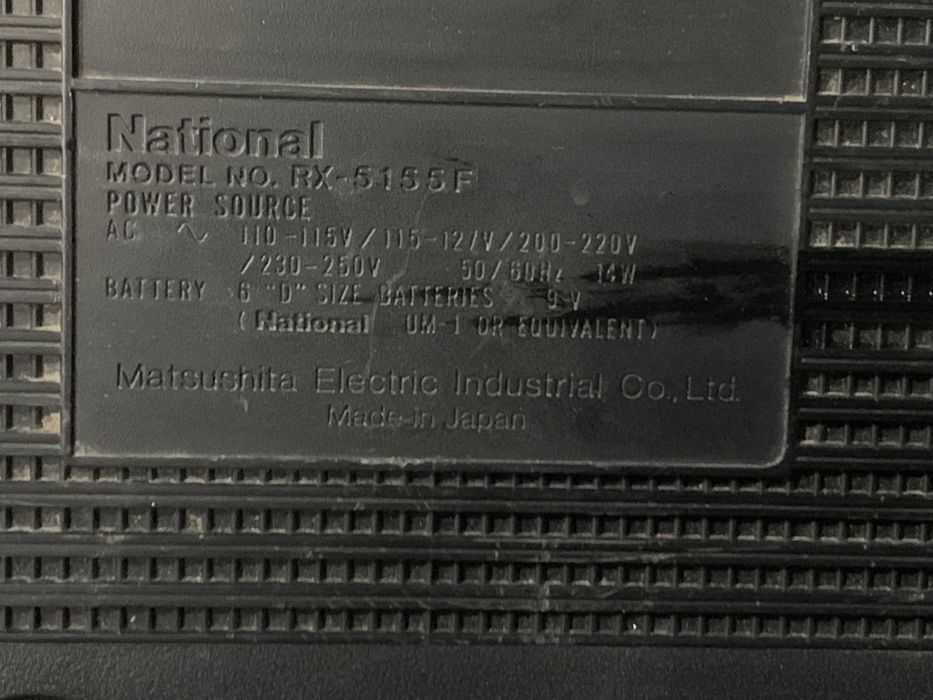 National
MODEL NO. RX-5155F
POWER SOURCE
AC ∿ 110-115V/115-127V/200-220V
/230-250V 50/60Hz 14W
BATTERY 6 "D" SIZE BATTERIES 9V
(National UM-1 OR EQUIVALENT)
Matsushita Electric Industrial Co., Ltd.
Made in Japan